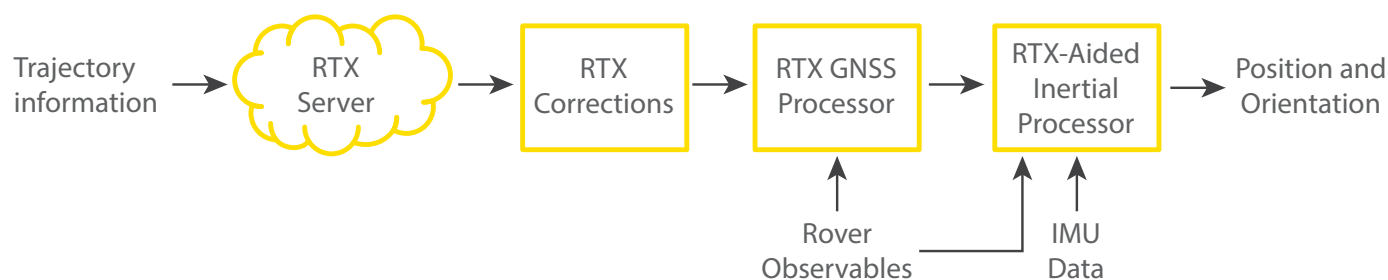 Trajectory
information
RTX
Server
RTX
Corrections
RTX GNSS
Processor
RTX-Aided
Inertial
Processor
Position and
Orientation
Rover
Observables
IMU
Data